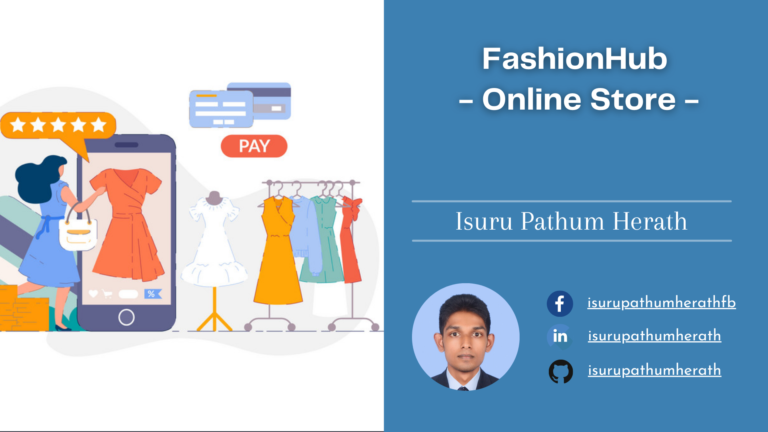 PAY
FashionHub
- Online Store -
Isuru Pathum Herath
isurupathumherathfb
isurupathumherath
isurupathumherath